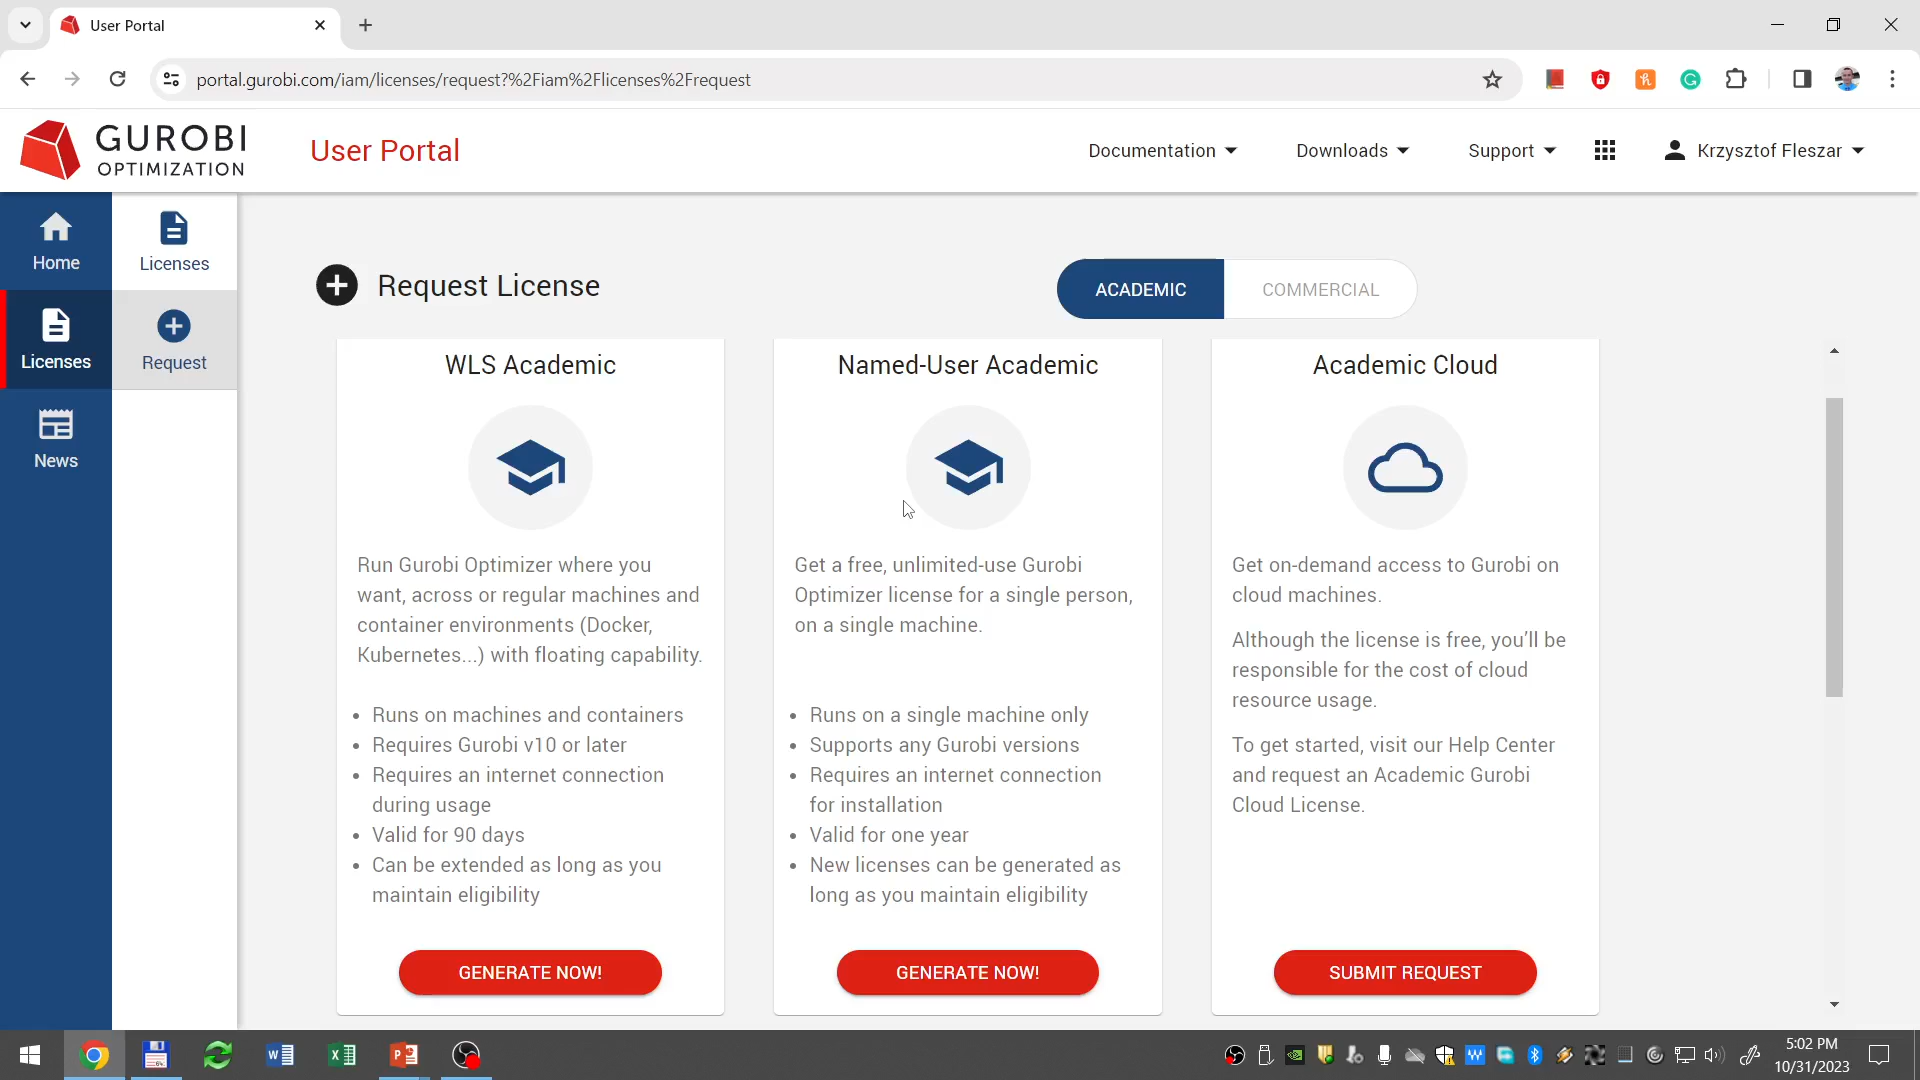 User Portal
portal.gurobi.com/iam/licenses/request?%2Fiam%2Flicenses%2Frequest
GUROBI
OPTIMIZATION
User Portal
Documentation
Downloads
Support
Krzysztof Fleszar
Home
Licenses
Licenses
Request
News
Request License
ACADEMIC
COMMERCIAL
WLS Academic
Run Gurobi Optimizer where you
want, across or regular machines and
container environments (Docker,
Kubernetes...) with floating capability.
• Runs on machines and containers
• Requires Gurobi v10 or later
• Requires an internet connection
during usage
• Valid for 90 days
• Can be extended as long as you
maintain eligibility
GENERATE NOW!
Named-User Academic
Get a free, unlimited-use Gurobi
Optimizer license for a single person,
on a single machine.
• Runs on a single machine only
• Supports any Gurobi versions
• Requires an internet connection
for installation
• Valid for one year
• New licenses can be generated as
long as you maintain eligibility
GENERATE NOW!
Academic Cloud
Get on-demand access to Gurobi on
cloud machines.
Although the license is free, you’ll be
responsible for the cost of cloud
resource usage.
To get started, visit our Help Center
and request an Academic Gurobi
Cloud License.
SUBMIT REQUEST
5:02 PM
10/31/2023